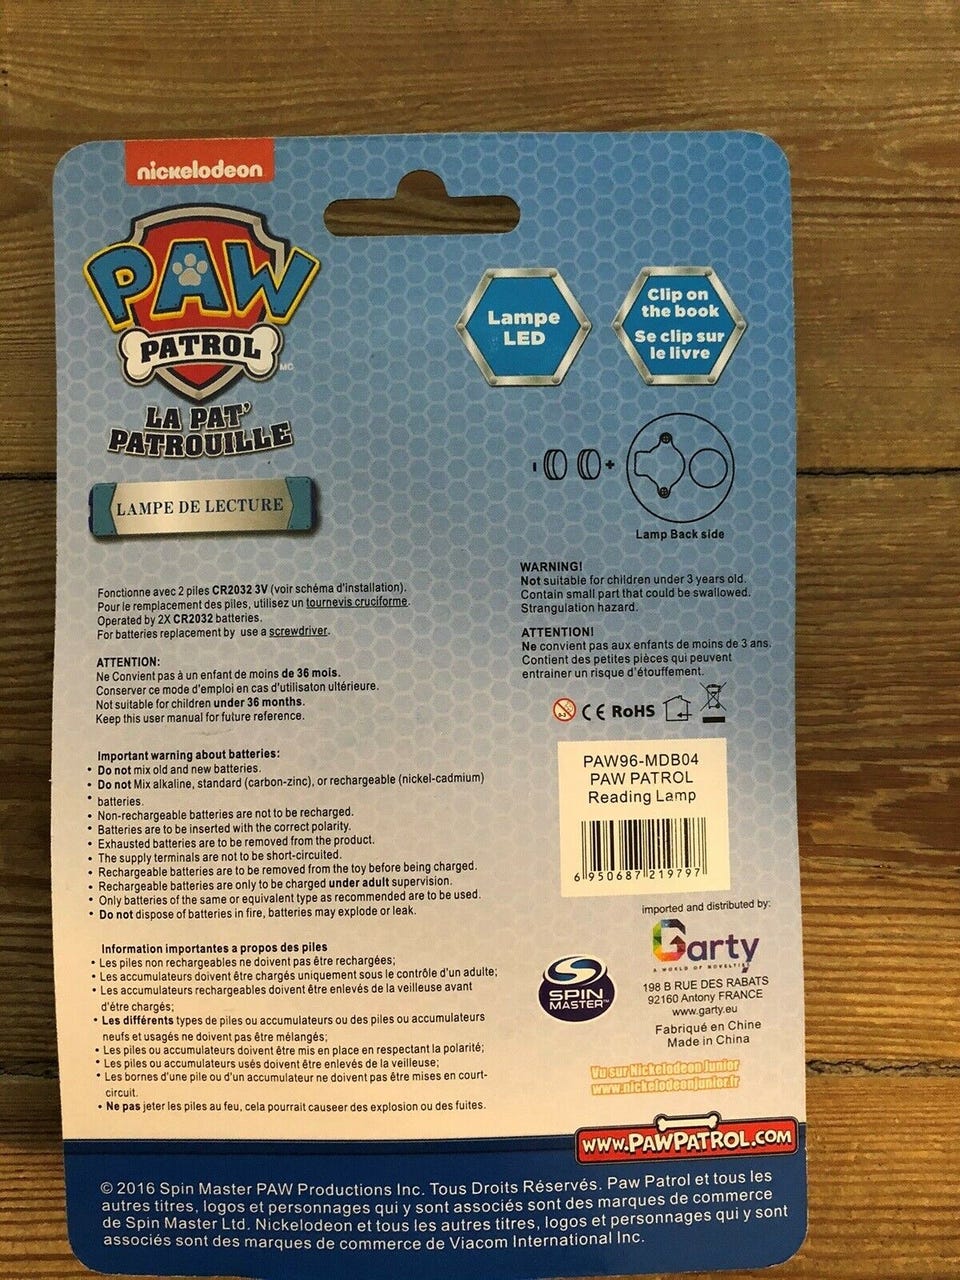 nickelodeon
PAW
PATROL
MC
LA PAT'
PATROUILLE
LAMPE DE LECTURE
Lampe
LED
Clip on
the book
Se clip sur
le livre
- +
Lamp Back side
Fonctionne avec 2 piles CR2032 3V (voir schéma d'installation).
Pour le remplacement des piles, utilisez un tournevis cruciforme.
Operated by 2X CR2032 batteries.
For batteries replacement by use a screwdriver.
ATTENTION:
Ne Convient pas à un enfant de moins de 36 mois.
Conserver ce mode d'emploi en cas d'utilisaton ultérieure.
Not suitable for children under 36 months.
Keep this user manual for future reference.
WARNING!
Not suitable for children under 3 years old.
Contain small part that could be swallowed.
Strangulation hazard.
ATTENTION!
Ne convient pas aux enfants de moins de 3 ans.
Contient des petites pièces qui peuvent
entrainer un risque d'étouffement.
CE RoHS
Important warning about batteries:
• Do not mix old and new batteries.
• Do not Mix alkaline, standard (carbon-zinc), or rechargeable (nickel-cadmium)
• batteries.
• Non-rechargeable batteries are not to be recharged.
• Batteries are to be inserted with the correct polarity.
• Exhausted batteries are to be removed from the product.
• The supply terminals are not to be short-circuited.
• Rechargeable batteries are to be removed from the toy before being charged.
• Rechargeable batteries are only to be charged under adult supervision.
• Only batteries of the same or equivalent type as recommended are to be used.
• Do not dispose of batteries in fire, batteries may explode or leak.
Information importantes a propos des piles
• Les piles non rechargeables ne doivent pas être rechargées;
• Les accumulateurs doivent être chargés uniquement sous le contrôle d'un adulte;
• Les accumulateurs rechargeables doivent être enlevés de la veilleuse avant
d'être chargés;
• Les différents types de piles ou accumulateurs ou des piles ou accumulateurs
neufs et usagés ne doivent pas être mélangés;
• Les piles ou accumulateurs doivent être mis en place en respectant la polarité;
• Les piles ou accumulateurs usés doivent être enlevés de la veilleuse;
• Les bornes d'une pile ou d'un accumulateur ne doivent pas être mises en court-
circuit.
• Ne pas jeter les piles au feu, cela pourrait causeer des explosion ou des fuites.
PAW96-MDB04
PAW PATROL
Reading Lamp
6 950687 219797
imported and distributed by:
Garty
A WORLD OF NOVELTIES
198 B RUE DES RABATS
92160 Antony FRANCE
www.garty.eu
Fabriqué en Chine
Made in China
SPIN
MASTER™
Vu sur Nickelodeon Junior
www.nickelodeonjunior.fr
WWW.PAWPATROL.COM
© 2016 Spin Master PAW Productions Inc. Tous Droits Réservés. Paw Patrol et tous les
autres titres, logos et personnages qui y sont associés sont des marques de commerce
de Spin Master Ltd. Nickelodeon et tous les autres titres, logos et personnages qui y sont
associés sont des marques de commerce de Viacom International Inc.